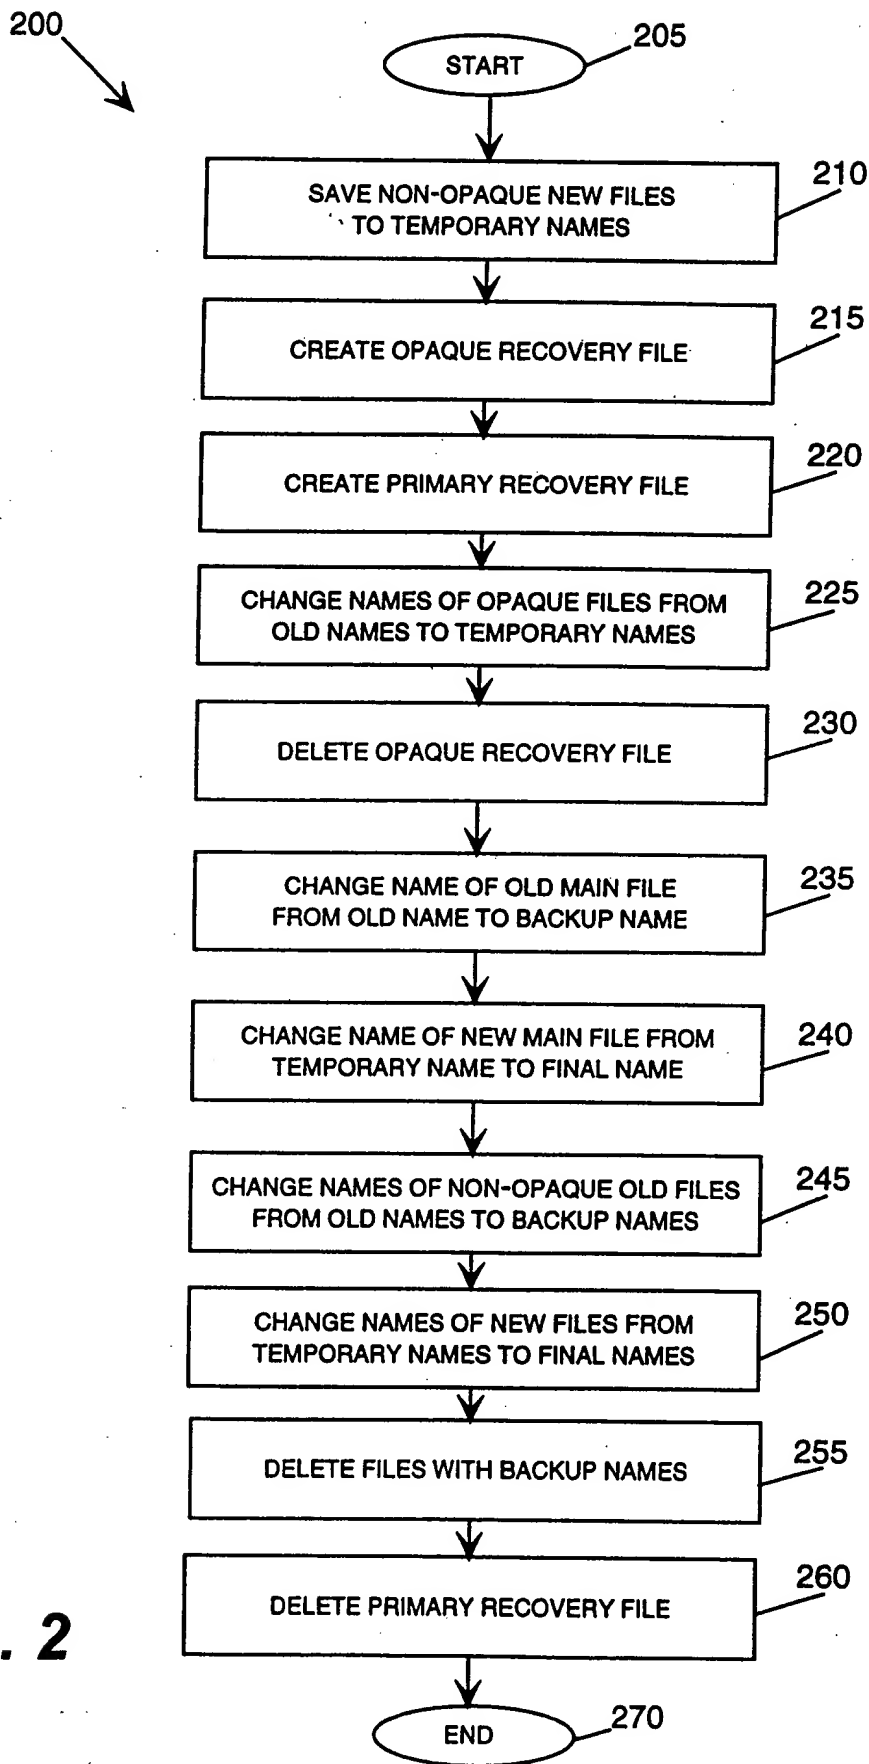 200
START
205
SAVE NON-OPAQUE NEW FILES
TO TEMPORARY NAMES
210
CREATE OPAQUE RECOVERY FILE
215
CREATE PRIMARY RECOVERY FILE
220
CHANGE NAMES OF OPAQUE FILES FROM
OLD NAMES TO TEMPORARY NAMES
225
DELETE OPAQUE RECOVERY FILE
230
CHANGE NAME OF OLD MAIN FILE
FROM OLD NAME TO BACKUP NAME
235
CHANGE NAME OF NEW MAIN FILE FROM
TEMPORARY NAME TO FINAL NAME
240
CHANGE NAMES OF NON-OPAQUE OLD FILES
FROM OLD NAMES TO BACKUP NAMES
245
CHANGE NAMES OF NEW FILES FROM
TEMPORARY NAMES TO FINAL NAMES
250
DELETE FILES WITH BACKUP NAMES
255
DELETE PRIMARY RECOVERY FILE
260
. 2
END
270